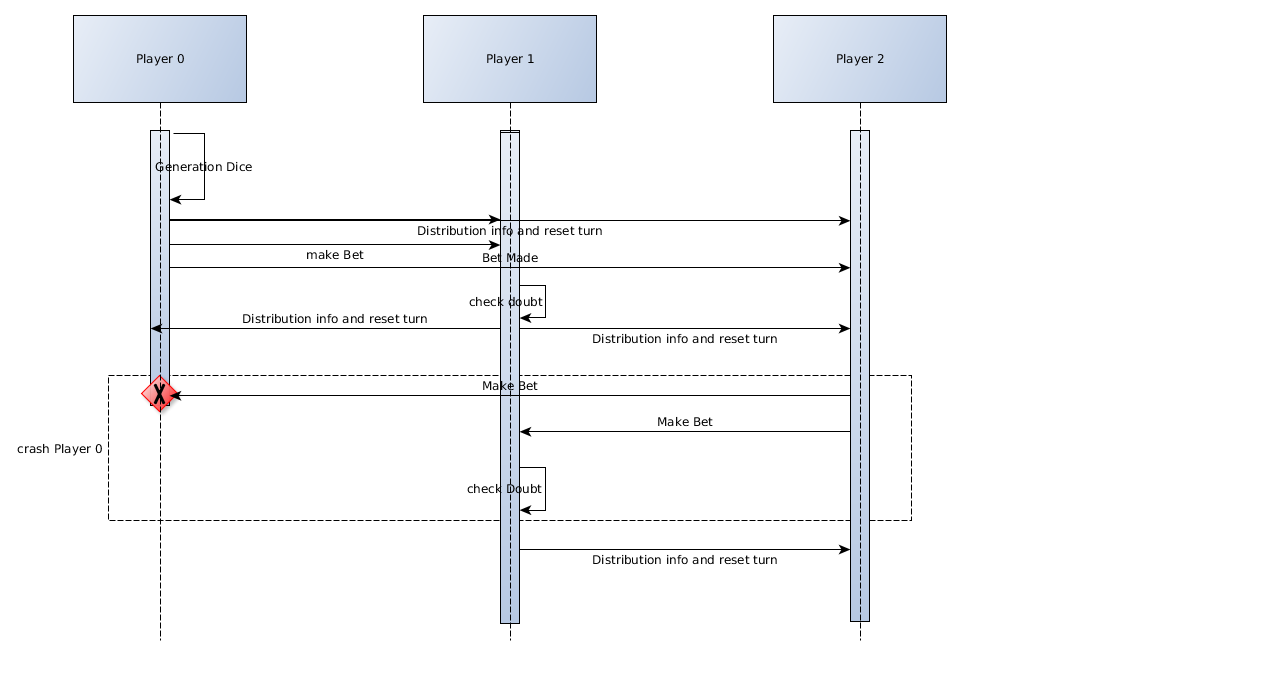 Player 0
Player 1
Player 2
Generation Dice
Distribution info and reset turn
make Bet
Bet Made
check doubt
Distribution info and reset turn
Distribution info and reset turn
Make Bet
X
Make Bet
crash Player 0
check Doubt
Distribution info and reset turn